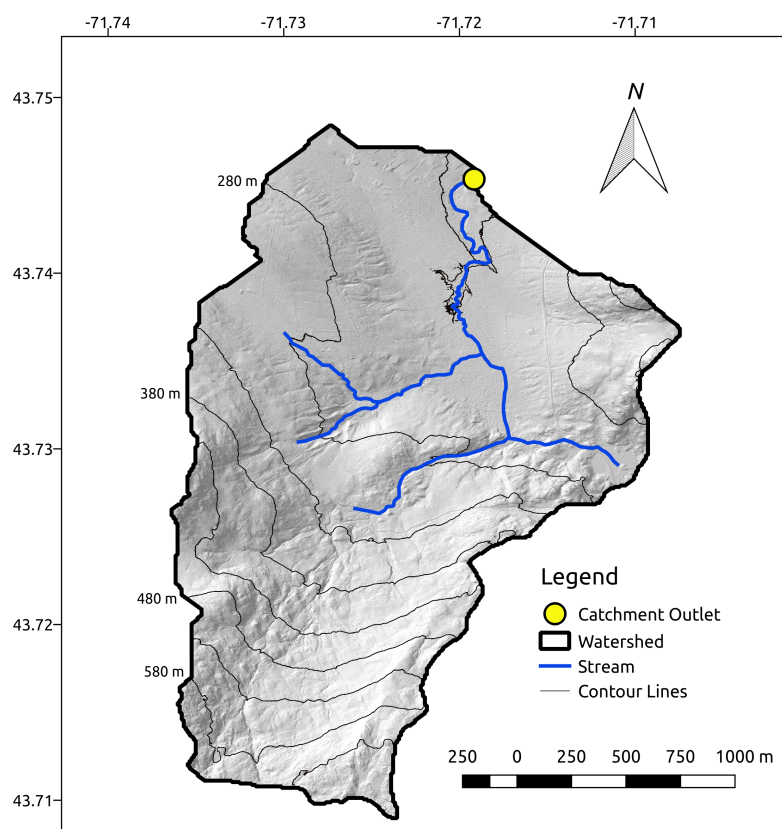 -71.74 -71.73 -71.72 -71.71
43.75
N
280 m
43.74
380 m
43.73
Legend
480 m
Catchment Outlet
43.72
Watershed
580 m
Stream
Contour Lines
250 0 250 500 750 1000 m
43.71